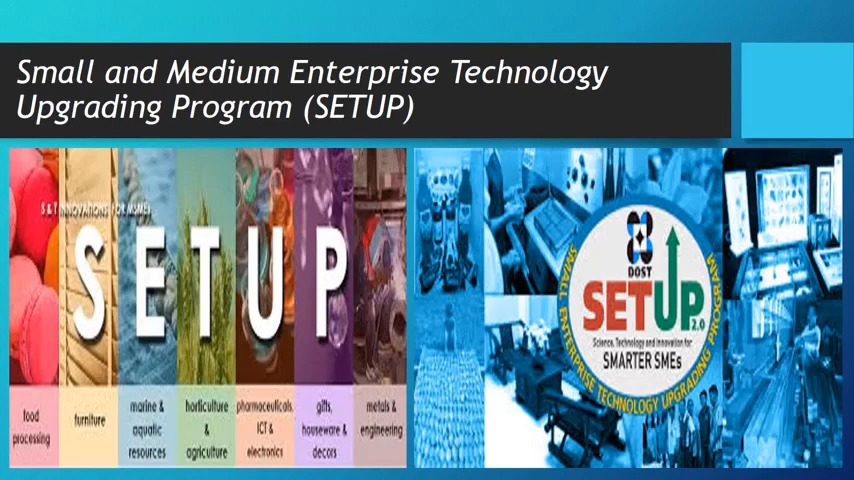 Small and Medium Enterprise Technology
Upgrading Program (SETUP)
S & T INNOVATIONS FOR MSMEs
SETUP
food
processing
furniture
marine &
aquatic
resources
horticulture
&
agriculture
pharmaceuticals,
ICT &
electronics
gifts,
houseware &
decors
metals &
engineering
DOST
SETUP 2.0
Science, Technology and Innovation for
SMARTER SMEs
SMALL ENTERPRISE TECHNOLOGY UPGRADING PROGRAM